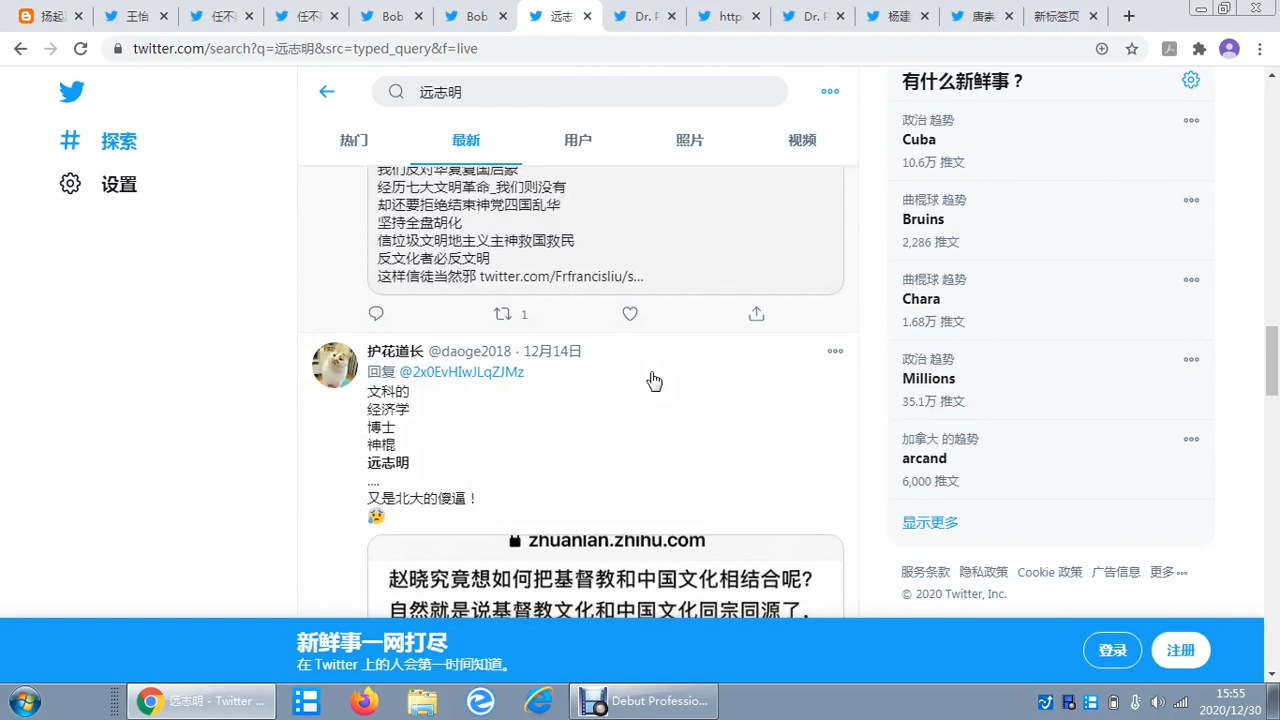 扬起
王怡
任不
任不
Bob
Bob
远志
Dr. F
http
Dr. F
杨建
唐崇
新标签页
twitter.com/search?q=远志明&src=typed_query&f=live
探索
设置
远志明
热门
最新
用户
照片
视频
我们反对华夏复国启蒙
经历七大文明革命_我们则没有
却还要拒绝结束神党四国乱华
坚持全盘胡化
信垃圾文明地主义主神救国救民
反文化者必反文明
这样信徒当然邪 twitter.com/Frfrancisliu/s...
1
护花道长 @daoge2018 · 12月14日
回复 @2x0EvHIwJLqZJMz
文科的
经济学
博士
神棍
远志明
....
又是北大的傻逼！
zhuanlan.zhihu.com
赵晓究竟想如何把基督教和中国文化相结合呢?
自然就是说基督教文化和中国文化同宗同源了,
有什么新鲜事？
政治 趋势
Cuba
10.6万 推文
曲棍球 趋势
Bruins
2,286 推文
曲棍球 趋势
Chara
1.68万 推文
政治 趋势
Millions
35.1万 推文
加拿大 的趋势
arcand
6,000 推文
显示更多
服务条款 隐私政策 Cookie 政策 广告信息 更多
© 2020 Twitter, Inc.
新鲜事一网打尽
在 Twitter 上的人会第一时间知道。
登录
注册
远志明 - Twitter ...
Debut Professio...
15:55
2020/12/30